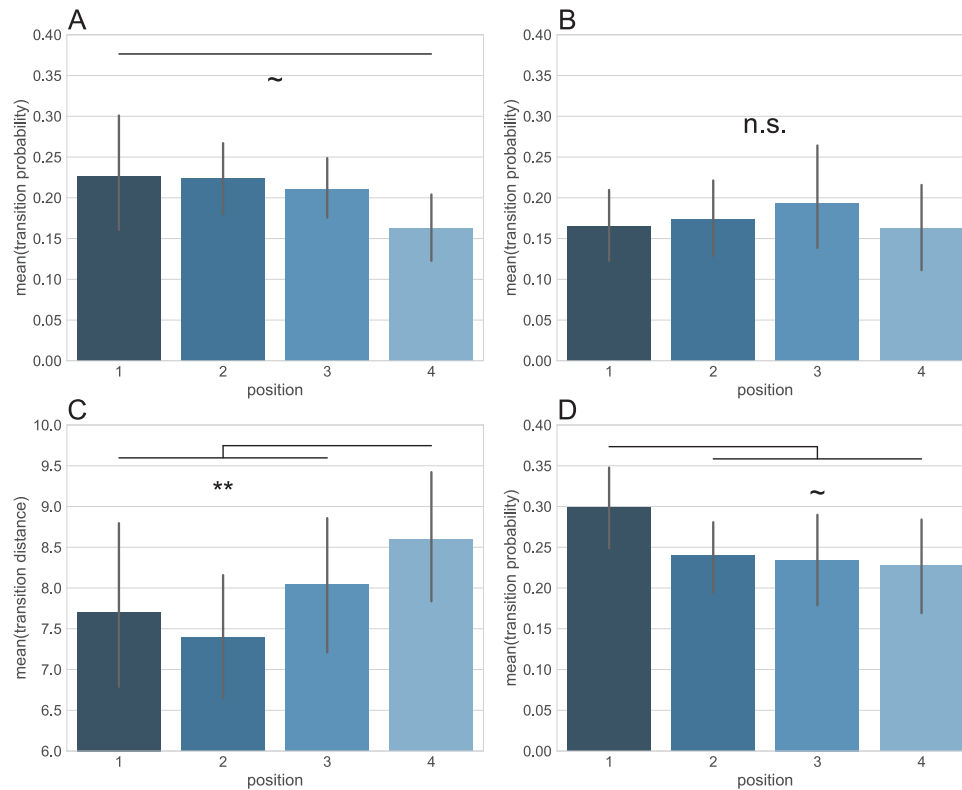 A
mean(transition probability)
0.40
0.35
0.30
0.25
0.20
0.15
0.10
0.05
0.00
~
1 2 3 4
position
B
mean(transition probability)
0.40
0.35
0.30
0.25
0.20
0.15
0.10
0.05
0.00
n.s.
1 2 3 4
position
C
mean(transition distance)
10.0
9.5
9.0
8.5
8.0
7.5
7.0
6.5
6.0
**
1 2 3 4
position
D
mean(transition probability)
0.40
0.35
0.30
0.25
0.20
0.15
0.10
0.05
0.00
~
1 2 3 4
position